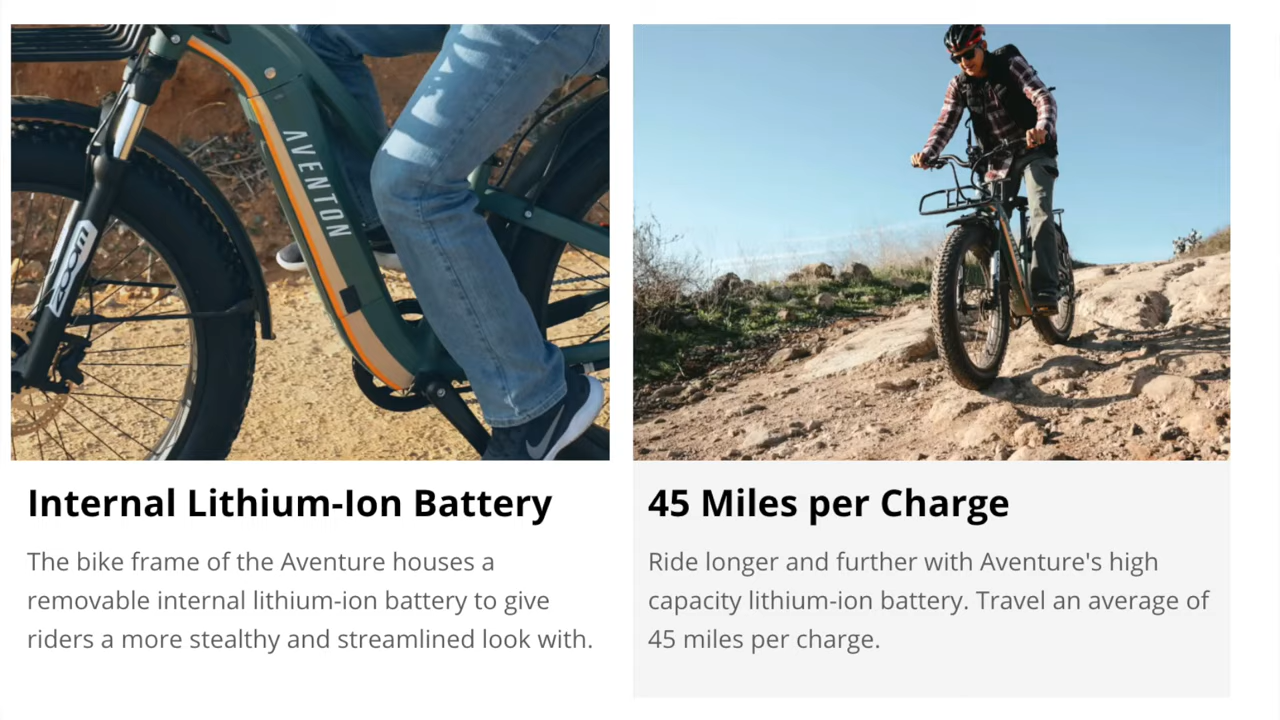 AVENTON
ZOOM
Internal Lithium-Ion Battery
The bike frame of the Aventure houses a
removable internal lithium-ion battery to give
riders a more stealthy and streamlined look with.
45 Miles per Charge
Ride longer and further with Aventure's high
capacity lithium-ion battery. Travel an average of
45 miles per charge.